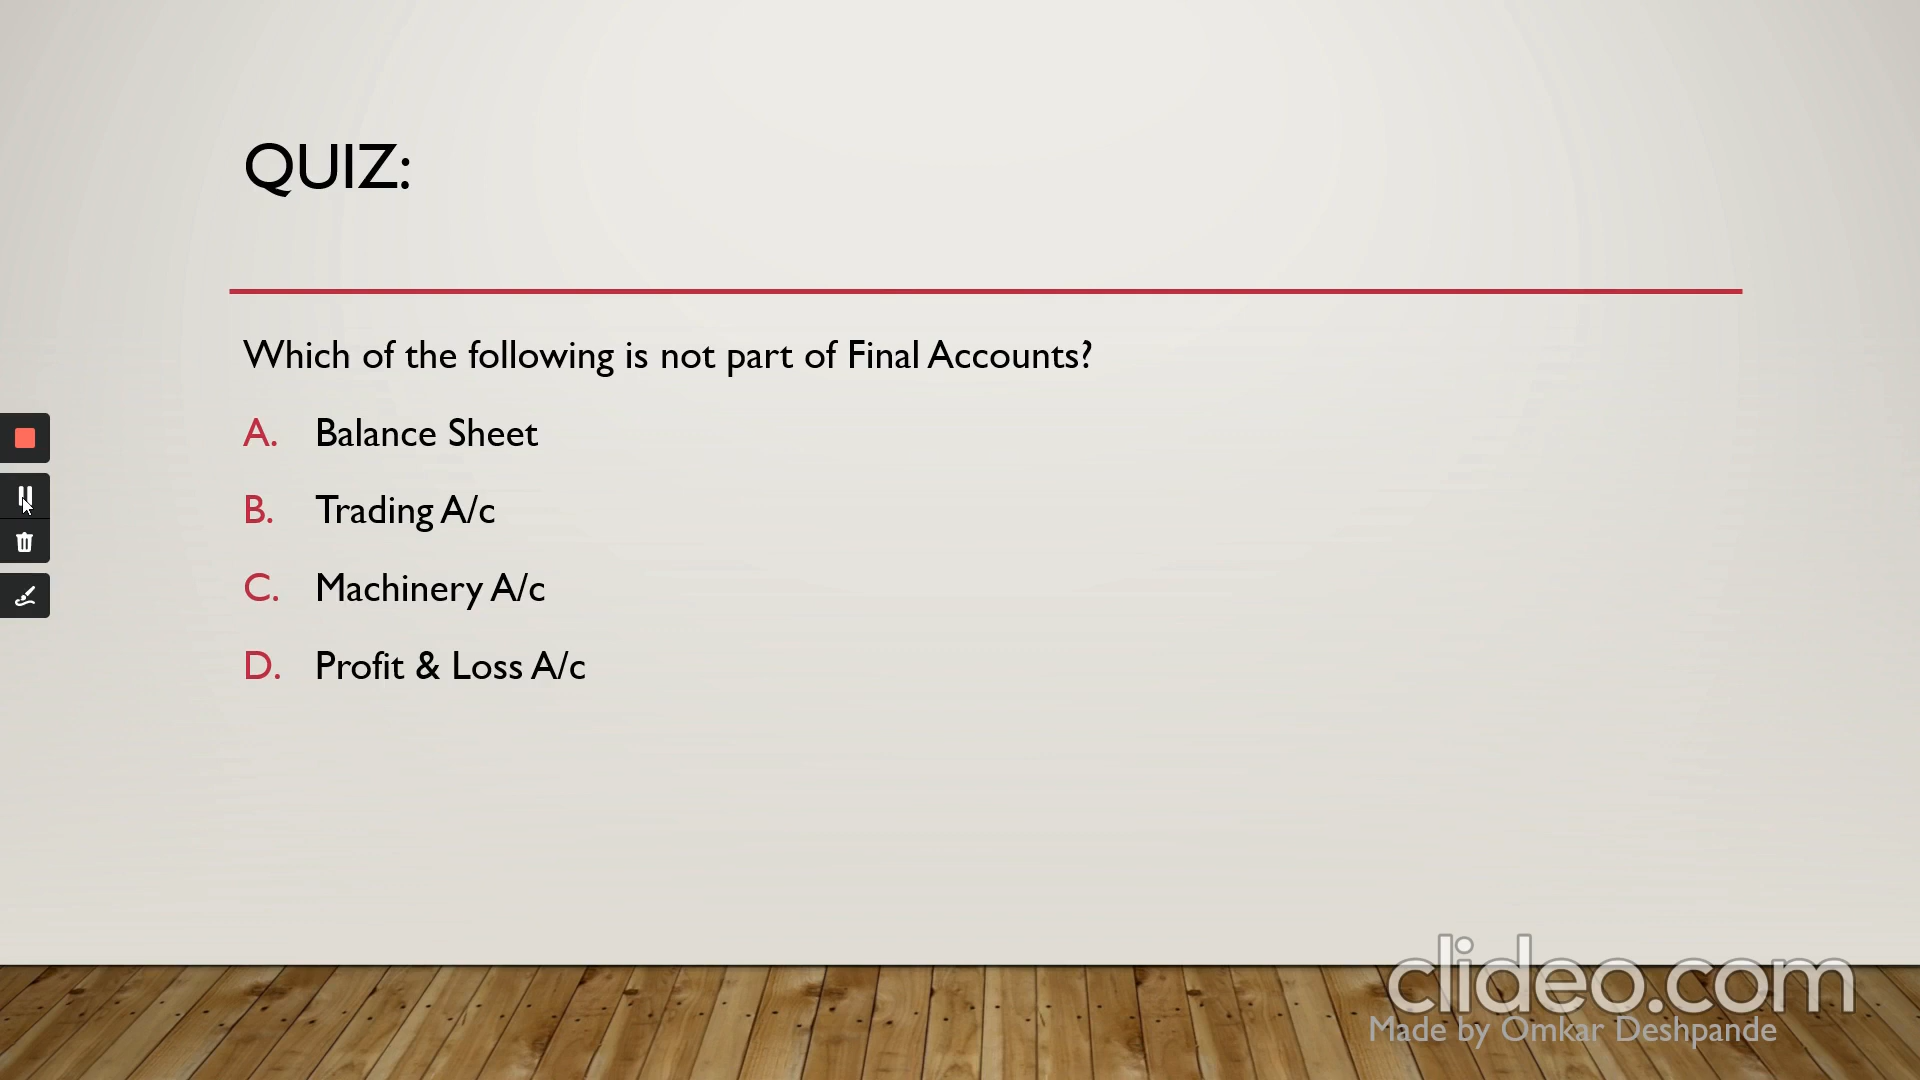 QUIZ:
Which of the following is not part of Final Accounts?
A. Balance Sheet
B. Trading A/c
C. Machinery A/c
D. Profit & Loss A/c
clideo.com
Made by Omkar Deshpande